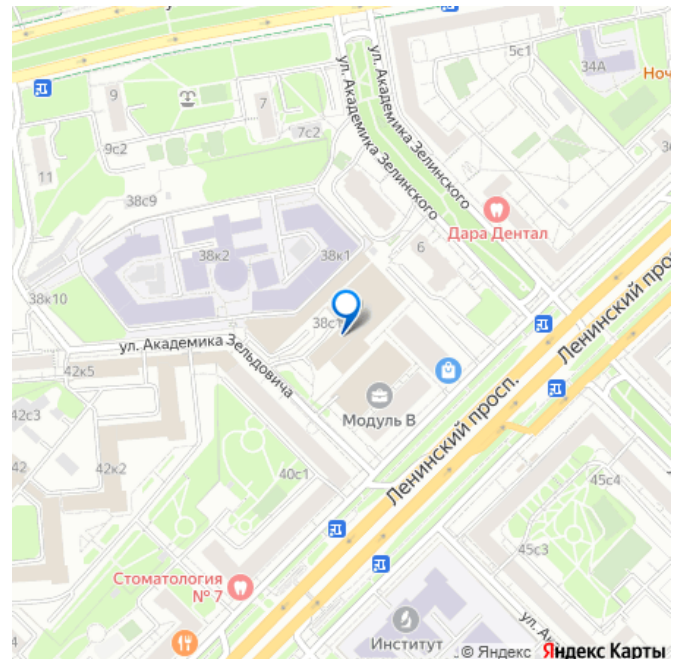 5с1
34А
Ноч
9
7
7с2
9с2
11
38с9
ул. Академика Зелинского
ул. Академика Зелинского
Дара Дентал
38к2
38к1
6
38к10
38с1
ул. Академика Зельдовича
42к5
Ленинский просп.
42с3
Модуль В
42
42к2
40с1
Ленинский просп.
45с4
45с3
Стоматология
№ 7
Институт
© Яндекс
Яндекс Карты